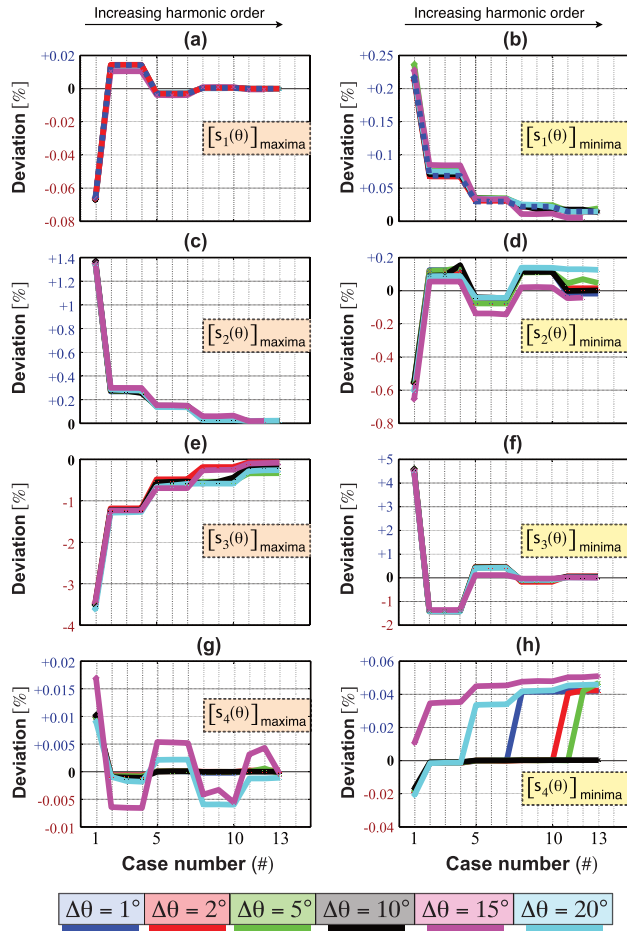 Increasing harmonic order Increasing harmonic order
(a) (b)
Deviation [%]
+0.02
0
-0.02
-0.04
-0.06
-0.08
[s1(θ)]maxima
Deviation [%]
+0.25
+0.2
+0.15
+0.1
+0.05
0
[s1(θ)]minima
(c) (d)
Deviation [%]
+1.4
+1.2
+1
+0.8
+0.6
+0.4
+0.2
0
[s2(θ)]maxima
Deviation [%]
+0.2
0
-0.2
-0.4
-0.6
-0.8
[s2(θ)]minima
(e) (f)
Deviation [%]
0
-1
-2
-3
-4
[s3(θ)]maxima
Deviation [%]
+5
+4
+3
+2
+1
0
-1
-2
[s3(θ)]minima
(g) (h)
Deviation [%]
+0.02
+0.015
+0.01
+0.005
0
-0.005
-0.01
[s4(θ)]maxima
1 5 10 13
Case number (#)
Deviation [%]
+0.06
+0.04
+0.02
0
-0.02
-0.04
[s4(θ)]minima
1 5 10 13
Case number (#)
Δθ = 1° Δθ = 2° Δθ = 5° Δθ = 10° Δθ = 15° Δθ = 20°